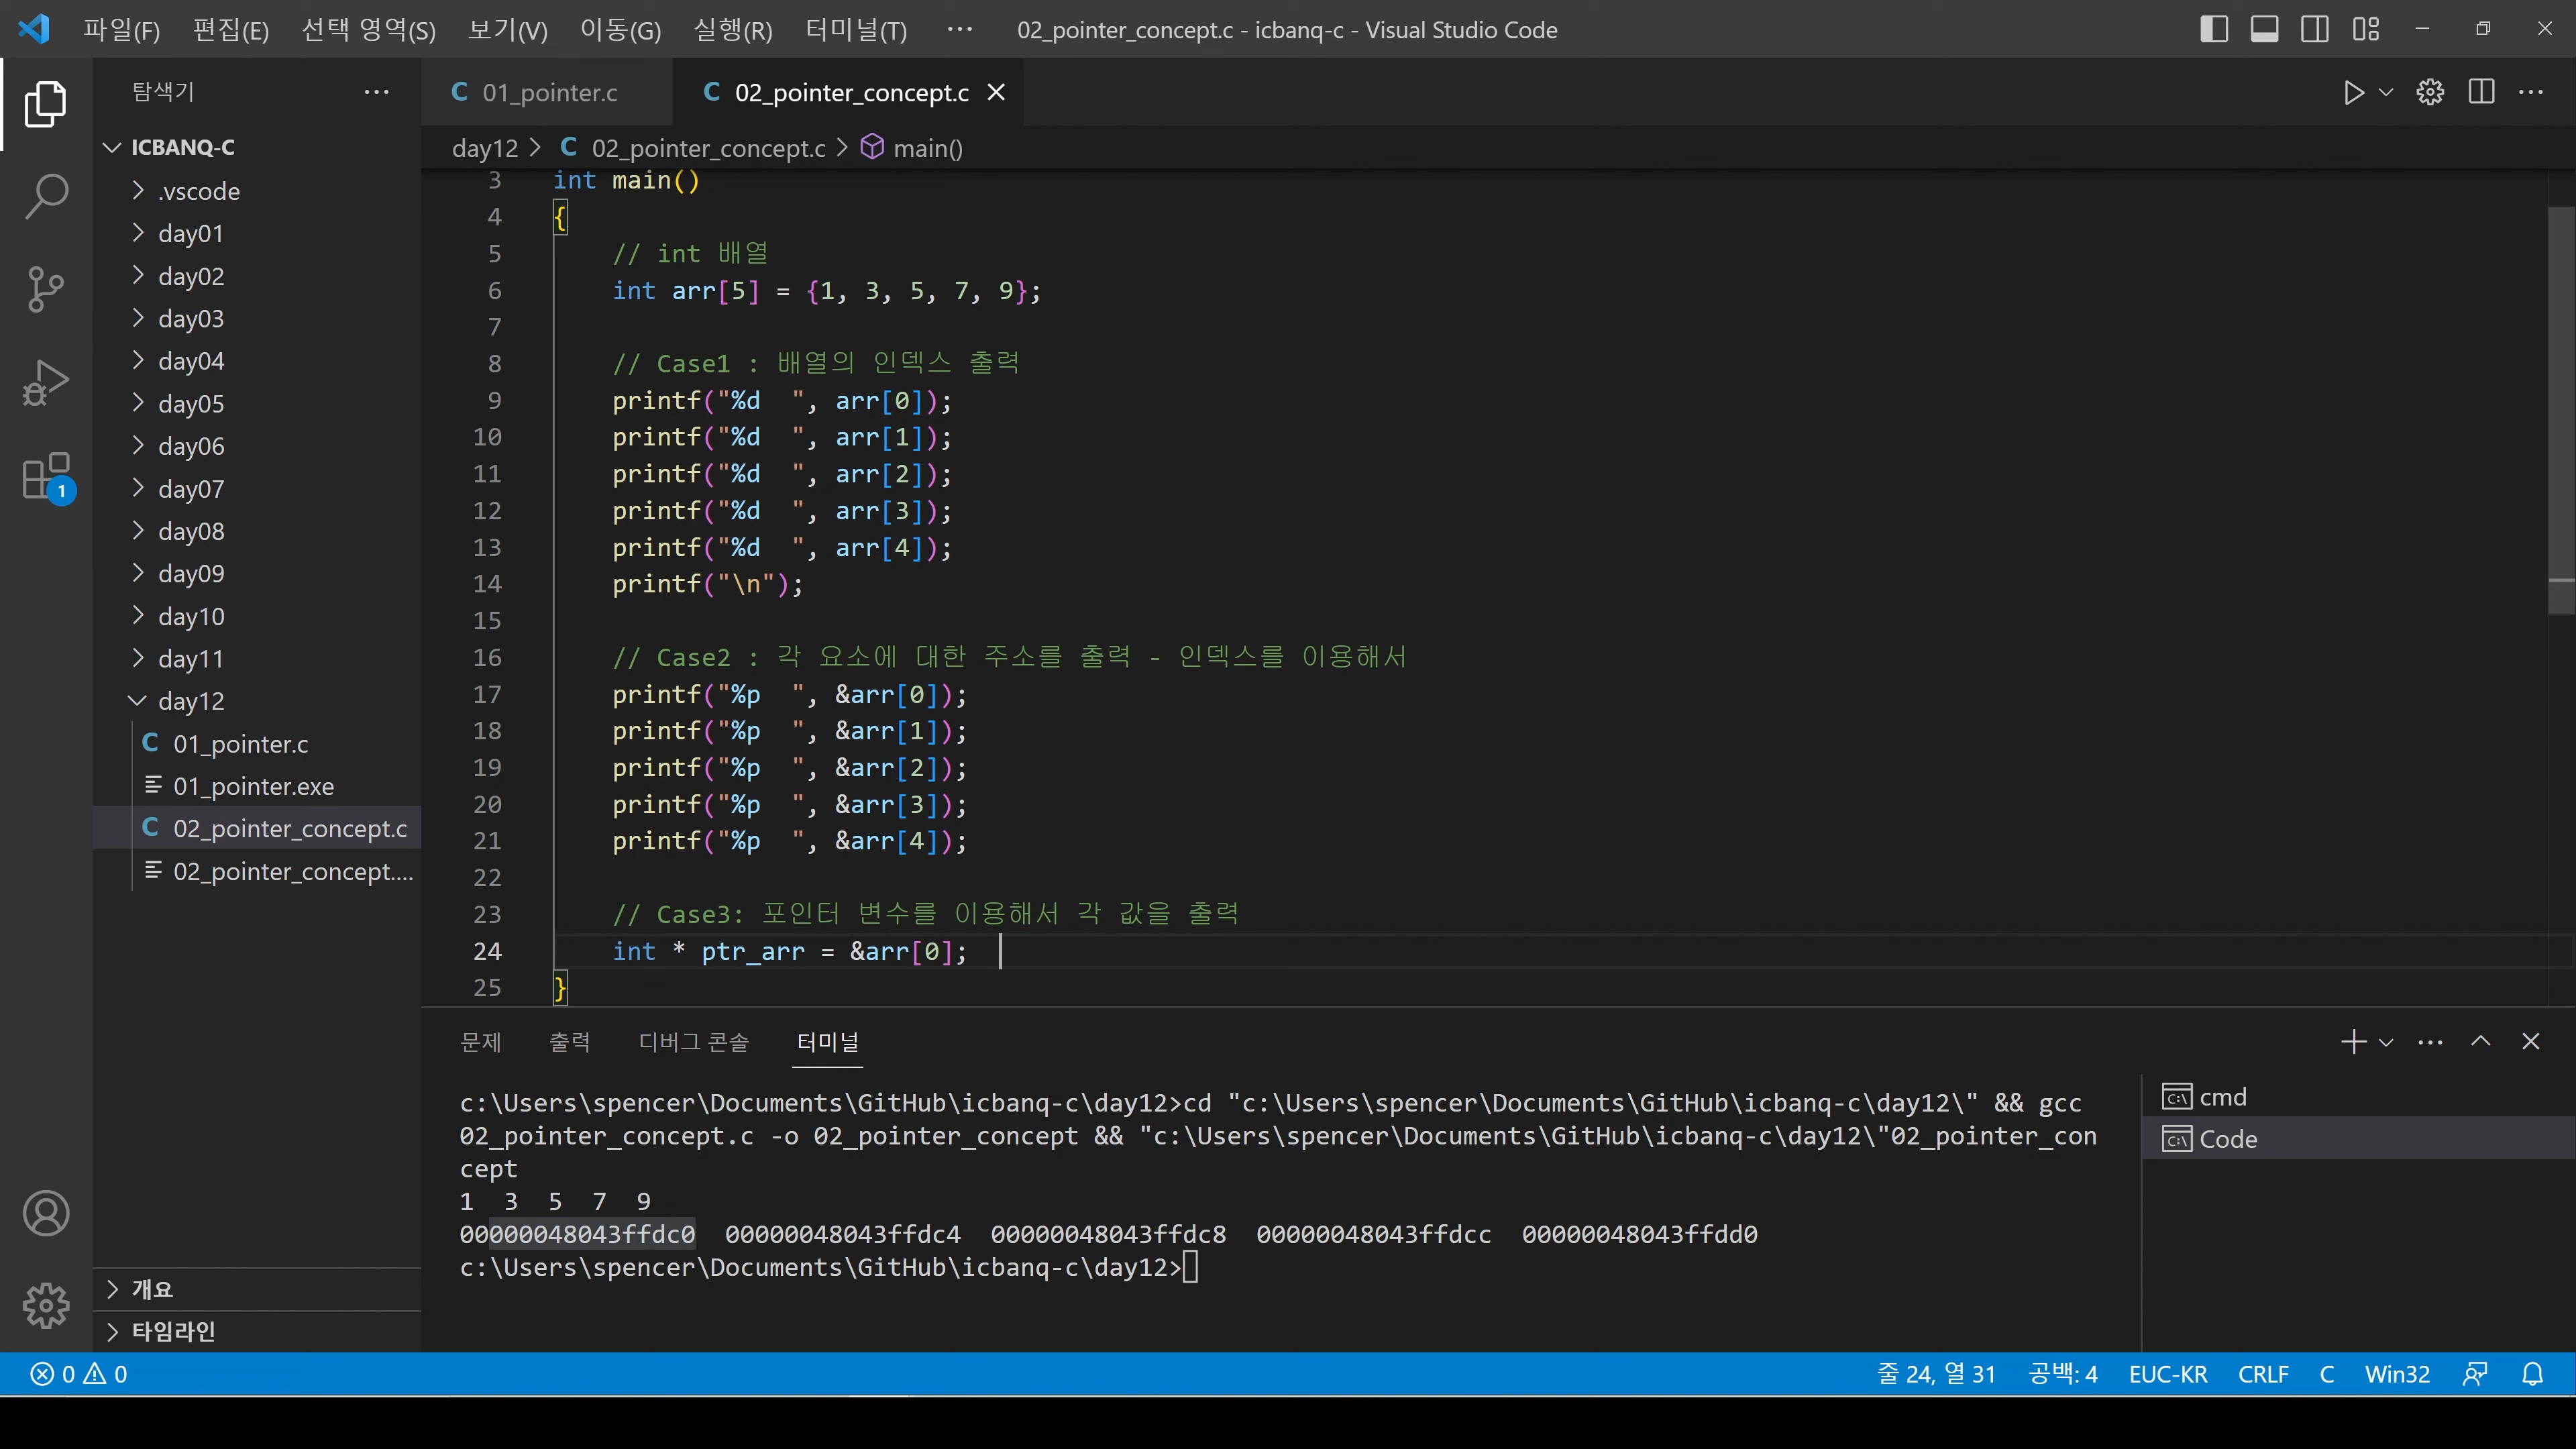 파일(F) 편집(E) 선택 영역(S) 보기(V) 이동(G) 실행(R) 터미널(T) ··· 02_pointer_concept.c - icbanq-c - Visual Studio Code
탐색기 ···
ICBANQ-C
.vscode
day01
day02
day03
day04
day05
day06
day07
day08
day09
day10
day11
day12
C 01_pointer.c
01_pointer.exe
C 02_pointer_concept.c
02_pointer_concept....
개요
타임라인
1
C 01_pointer.c C 02_pointer_concept.c
day12 > C 02_pointer_concept.c > main()
3 int main()
4 {
5 // int 배열
6 int arr[5] = {1, 3, 5, 7, 9};
7
8 // Case1 : 배열의 인덱스 출력
9 printf("%d  ", arr[0]);
10 printf("%d  ", arr[1]);
11 printf("%d  ", arr[2]);
12 printf("%d  ", arr[3]);
13 printf("%d  ", arr[4]);
14 printf("\n");
15
16 // Case2 : 각 요소에 대한 주소를 출력 - 인덱스를 이용해서
17 printf("%p  ", &arr[0]);
18 printf("%p  ", &arr[1]);
19 printf("%p  ", &arr[2]);
20 printf("%p  ", &arr[3]);
21 printf("%p  ", &arr[4]);
22
23 // Case3: 포인터 변수를 이용해서 각 값을 출력
24 int * ptr_arr = &arr[0];
25 }
문제 출력 디버그 콘솔 터미널
c:\Users\spencer\Documents\GitHub\icbanq-c\day12>cd "c:\Users\spencer\Documents\GitHub\icbanq-c\day12\" && gcc
02_pointer_concept.c -o 02_pointer_concept && "c:\Users\spencer\Documents\GitHub\icbanq-c\day12\"02_pointer_con
cept
1  3  5  7  9
00000048043ffdc0  00000048043ffdc4  00000048043ffdc8  00000048043ffdcc  00000048043ffdd0
c:\Users\spencer\Documents\GitHub\icbanq-c\day12>
cmd
Code
0 0 줄 24, 열 31 공백: 4 EUC-KR CRLF C Win32